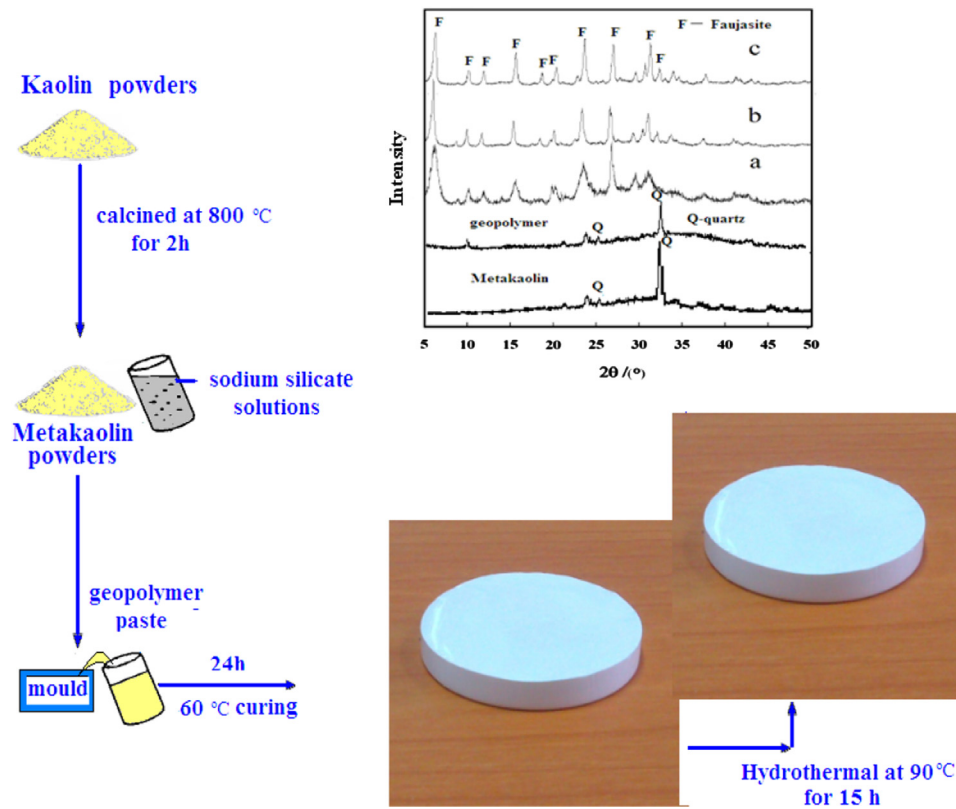 Kaolin powders
calcined at 800 ℃
for 2h
sodium silicate
solutions
Metakaolin
powders
geopolymer
paste
mould
24h
60 ℃ curing
F — Faujasite
F F F F F F F F F F
c
b
a
Intensity
geopolymer
Q
Q
Q-quartz
Metakaolin
Q
Q
5 10 15 20 25 30 35 40 45 50
2θ /(º)
Hydrothermal at 90℃
for 15 h